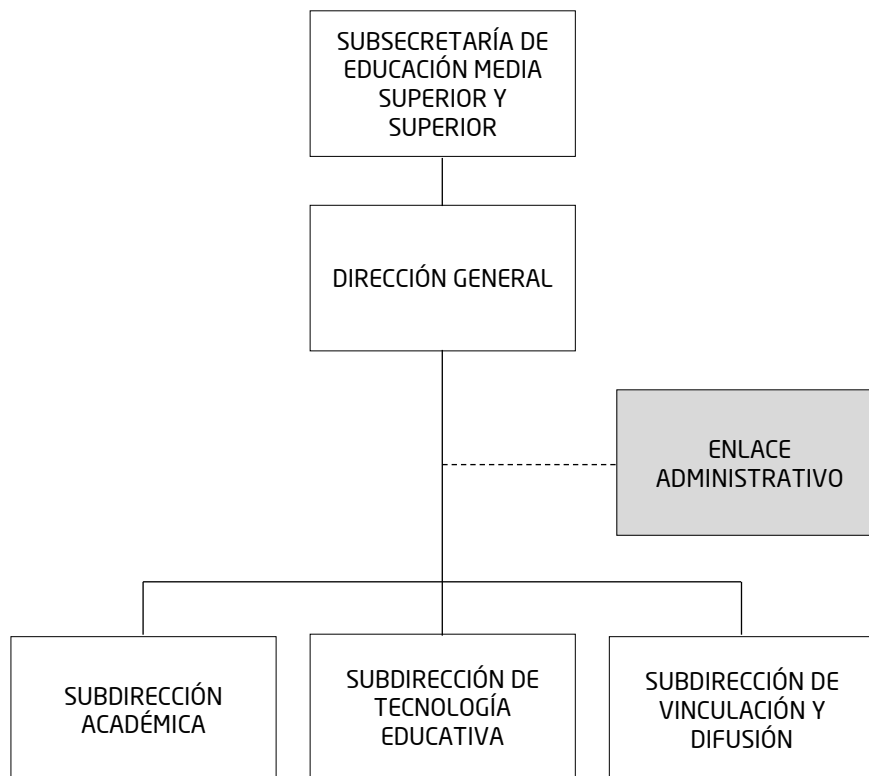 SUBSECRETARÍA DE
EDUCACIÓN MEDIA
SUPERIOR Y
SUPERIOR
DIRECCIÓN GENERAL
ENLACE
ADMINISTRATIVO
SUBDIRECCIÓN
ACADÉMICA
SUBDIRECCIÓN DE
TECNOLOGÍA
EDUCATIVA
SUBDIRECCIÓN DE
VINCULACIÓN Y
DIFUSIÓN